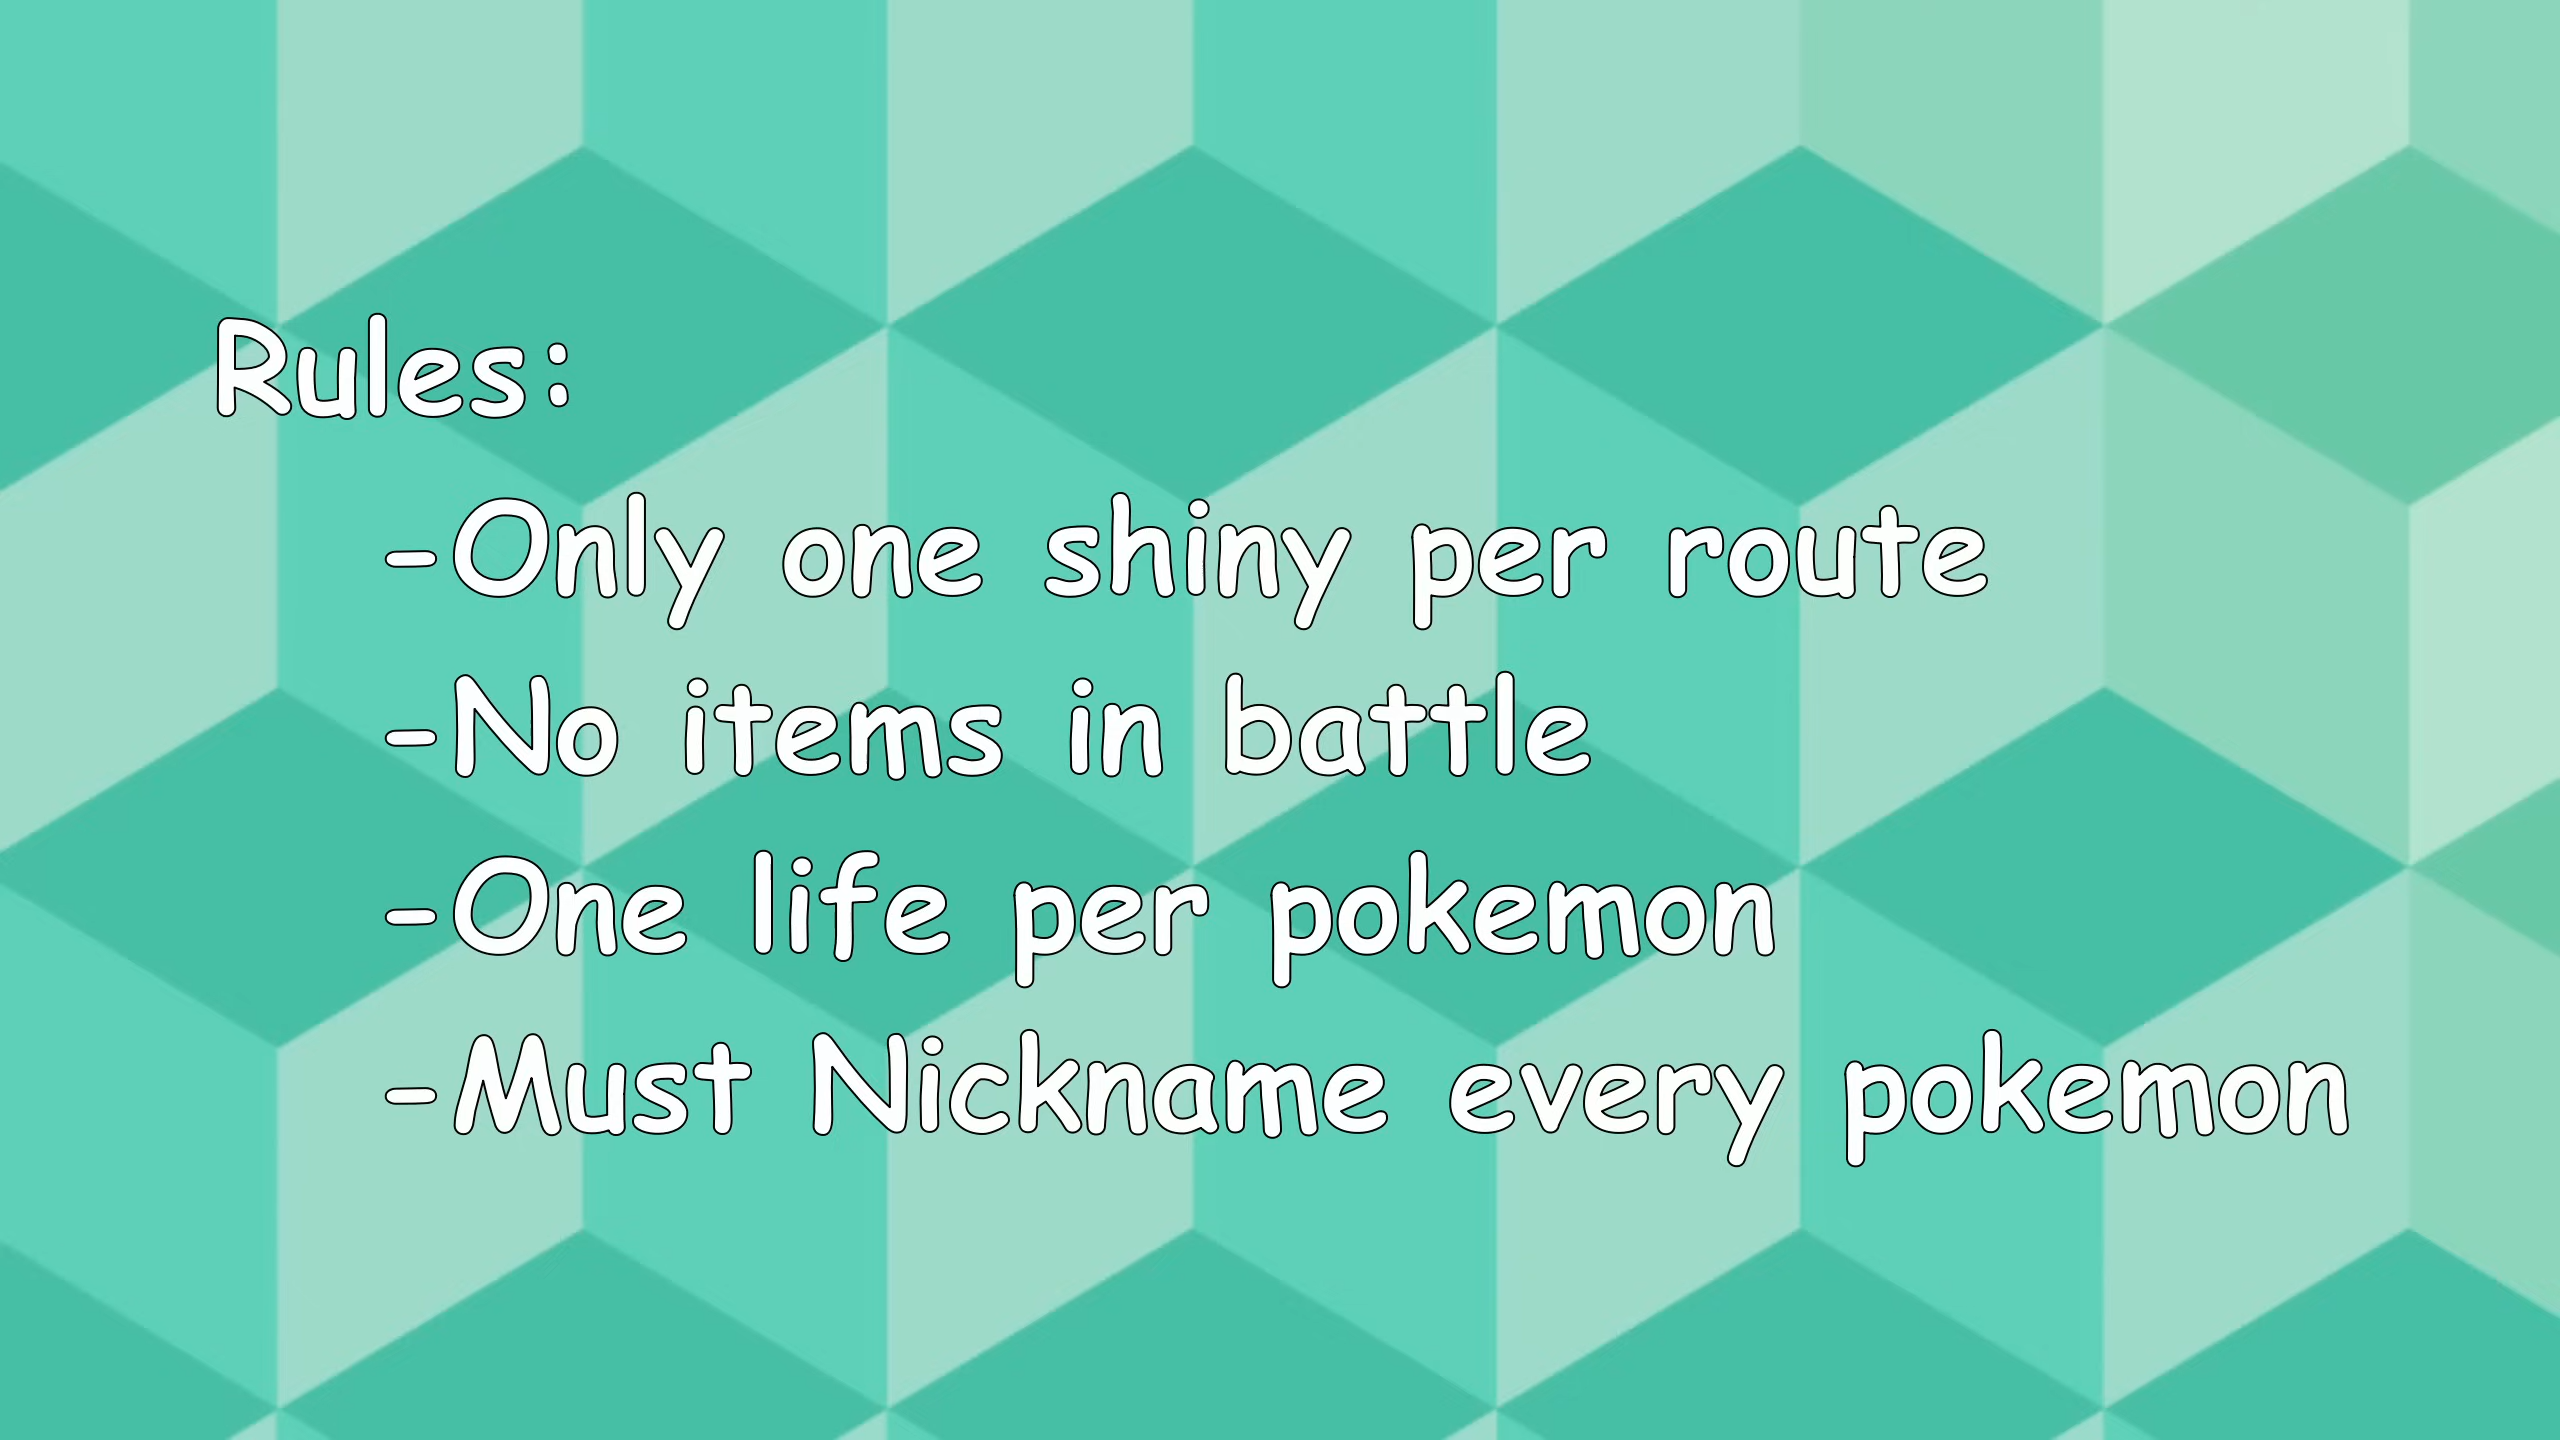 Rules:
-Only one shiny per route
-No items in battle
-One life per pokemon
-Must Nickname every pokemon